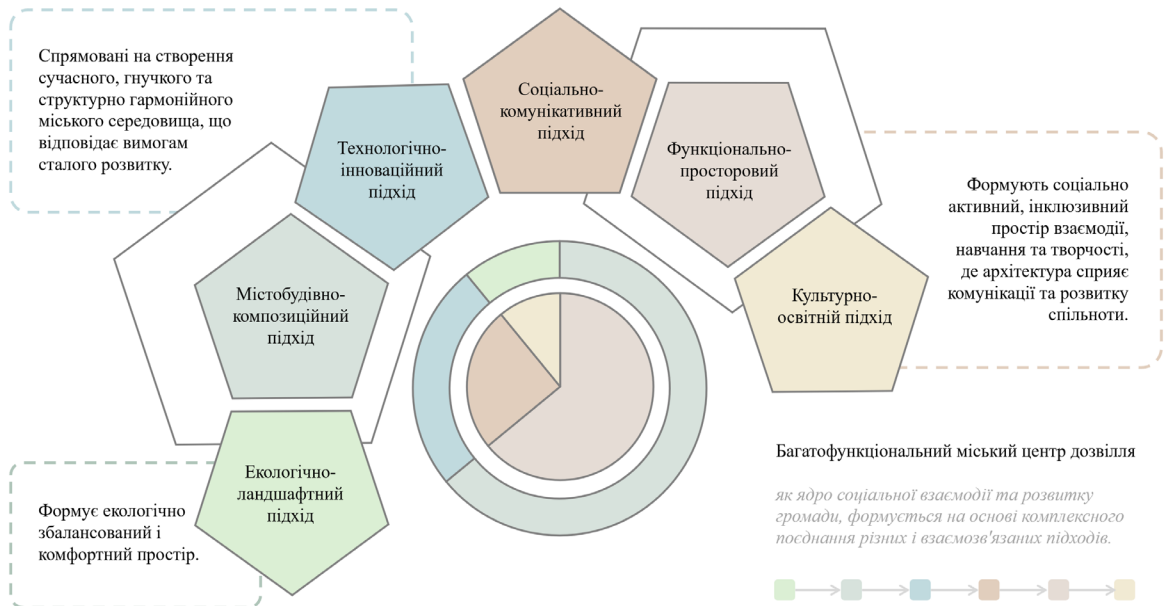 Спрямовані на створення
сучасного, гнучкого та
структурно гармонійного
міського середовища, що
відповідає вимогам
сталого розвитку.
Технологічно-
інноваційний
підхід
Соціально-
комунікативний
підхід
Функціонально-
просторовий
підхід
Формують соціально
активний, інклюзивний
простір взаємодії,
навчання та творчості,
де архітектура сприяє
комунікації та розвитку
спільноти.
Містобудівно-
композиційний
підхід
Культурно-
освітній підхід
Екологічно-
ландшафтний
підхід
Формує екологічно
збалансований і
комфортний простір.
Багатофункціональний міський центр дозвілля
як ядро соціальної взаємодії та розвитку
громади, формується на основі комплексного
поєднання різних і взаємозв'язаних підходів.